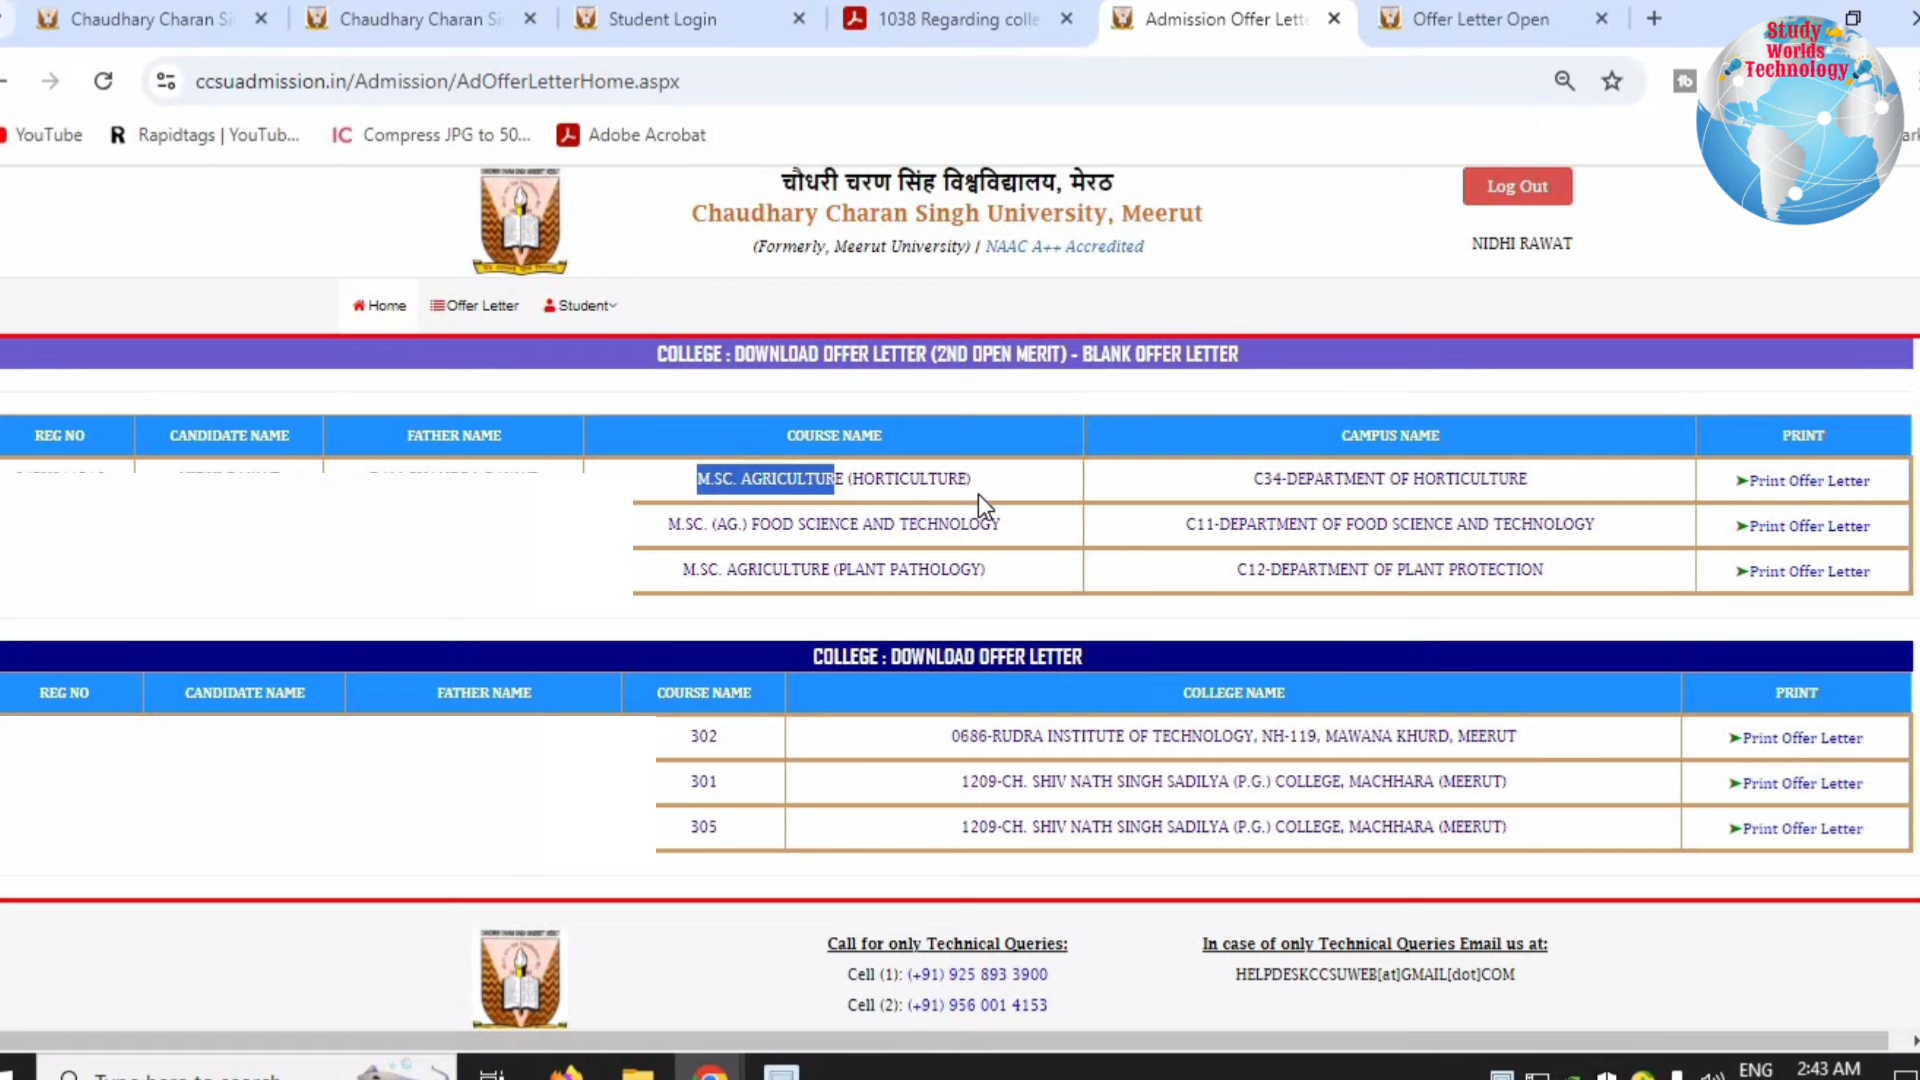 Chaudhary Charan Si
Chaudhary Charan Si
Student Login
1038 Regarding colle
Admission Offer Lett
Offer Letter Open
Study
Worlds
Technology
ccsuadmission.in/Admission/AdOfferLetterHome.aspx
YouTube
R Rapidtags | YouTub...
IC Compress JPG to 50...
Adobe Acrobat
चौधरी चरण सिंह विश्वविद्यालय, मेरठ
Chaudhary Charan Singh University, Meerut
(Formerly, Meerut University) | NAAC A++ Accredited
Log Out
NIDHI RAWAT
Home Offer Letter Student
COLLEGE : DOWNLOAD OFFER LETTER (2ND OPEN MERIT) - BLANK OFFER LETTER
REG NO CANDIDATE NAME FATHER NAME COURSE NAME CAMPUS NAME PRINT
M.SC. AGRICULTURE (HORTICULTURE) C34-DEPARTMENT OF HORTICULTURE ➤Print Offer Letter
M.SC. (AG.) FOOD SCIENCE AND TECHNOLOGY C11-DEPARTMENT OF FOOD SCIENCE AND TECHNOLOGY ➤Print Offer Letter
M.SC. AGRICULTURE (PLANT PATHOLOGY) C12-DEPARTMENT OF PLANT PROTECTION ➤Print Offer Letter
COLLEGE : DOWNLOAD OFFER LETTER
REG NO CANDIDATE NAME FATHER NAME COURSE NAME COLLEGE NAME PRINT
302 0686-RUDRA INSTITUTE OF TECHNOLOGY, NH-119, MAWANA KHURD, MEERUT ➤Print Offer Letter
301 1209-CH. SHIV NATH SINGH SADILYA (P.G.) COLLEGE, MACHHARA (MEERUT) ➤Print Offer Letter
305 1209-CH. SHIV NATH SINGH SADILYA (P.G.) COLLEGE, MACHHARA (MEERUT) ➤Print Offer Letter
Call for only Technical Queries:
Cell (1): (+91) 925 893 3900
Cell (2): (+91) 956 001 4153
In case of only Technical Queries Email us at:
HELPDESKCCSUWEB[at]GMAIL[dot]COM
Type here to search
ENG 2:43 AM